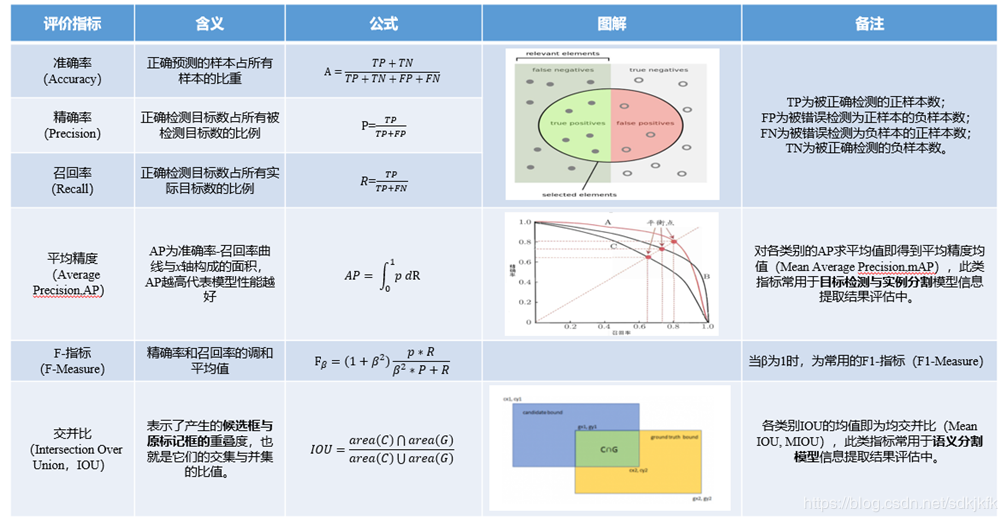 评价指标 含义 公式 图解 备注
准确率
(Accuracy)
正确预测的样本占所有
样本的比重
A = TP + TN / TP + TN + FP + FN
精确率
(Precision)
正确检测目标数占所有被
检测目标数的比例
P= TP / TP+FP
召回率
(Recall)
正确检测目标数占所有实
际目标数的比例
R= TP / TP+FN
relevant elements
false negatives true negatives
true positives false positives
selected elements
TP为被正确检测的正样本数;
FP为被错误检测为正样本的负样本数;
FN为被错误检测为负样本的正样本数;
TN为被正确检测的负样本数。
平均精度
(Average
Precision,AP)
AP为准确率-召回率曲
线与x轴构成的面积,
AP越高代表模型性能越
好
AP = ∫₀¹ p dR
1.0
0.8
0.6
0.4
0.2
0
0.2 0.4 0.6 0.8 1.0
A
B
C
平衡点
查准率
查全率
对各类别的AP求平均值即得到平均精度均
值(Mean Average Precision,mAP),此类
指标常用于目标检测与实例分割模型信息
提取结果评估中。
F-指标
(F-Measure)
精确率和召回率的调和
平均值
Fβ = (1 + β²) p * R / β² * P + R
当β为1时,为常用的F1-指标(F1-Measure)
交并比
(Intersection Over
Union, IOU)
表示了产生的候选框与
原标记框的重叠度,也
就是它们的交集与并集
的比值。
IOU = area(C) ⋂ area(G) / area(C) ⋃ area(G)
cx1, cy1
candidate bound
gx1, gy1
ground truth bound
C∩G
cx2, cy2
gx2, gy2
各类别IOU的均值即为均交并比(Mean
IOU, MIOU),此类指标常用于语义分割
模型信息提取结果评估中。
https://blog.csdn.net/sdkjkjk